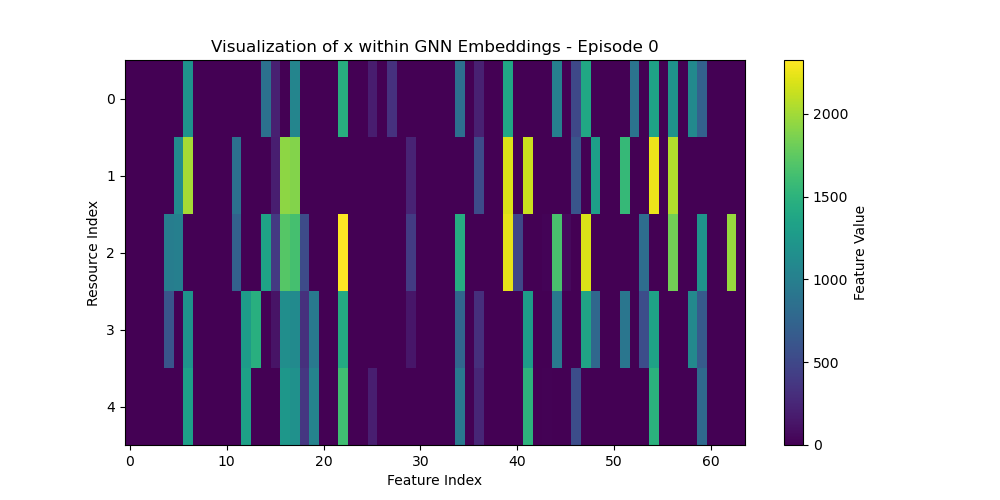 Visualization of x within GNN Embeddings - Episode 0
Resource Index
0
1
2
3
4
0 10 20 30 40 50 60
Feature Index
2000
1500
1000
500
0
Feature Value